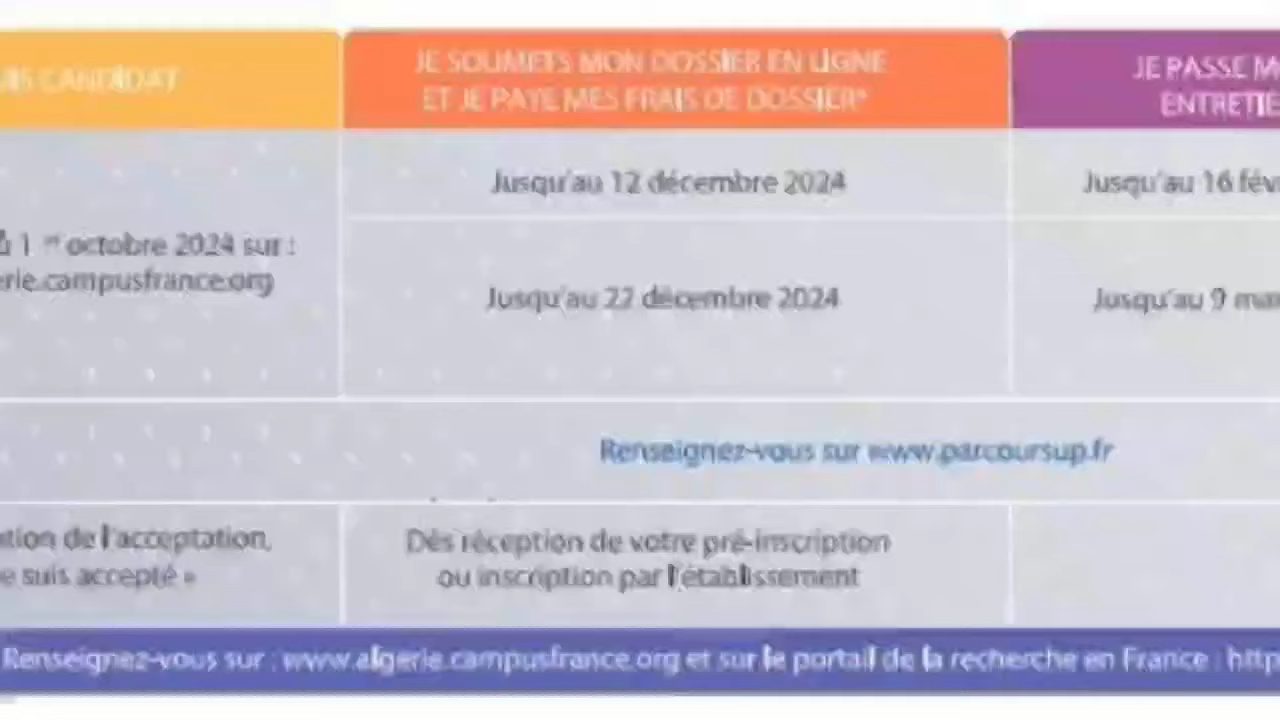 CANDIDAT
JE SOUMETS MON DOSSIER EN LIGNE
ET JE PAYE MES FRAIS DE DOSSIER*
JE PASSE
ENTRETIE
Jusqu'au 12 décembre 2024
Jusqu'au 16 fév
1er octobre 2024 sur :
erie.campusfrance.org
Jusqu'au 22 décembre 2024
Jusqu'au 9 mar
Renseignez-vous sur www.parcoursup.fr
ation de l'acceptation,
e suis accepté »
Dès réception de votre pré-inscription
ou inscription par l'établissement
Renseignez-vous sur : www.algerie.campusfrance.org et sur le portail de la recherche en France : http